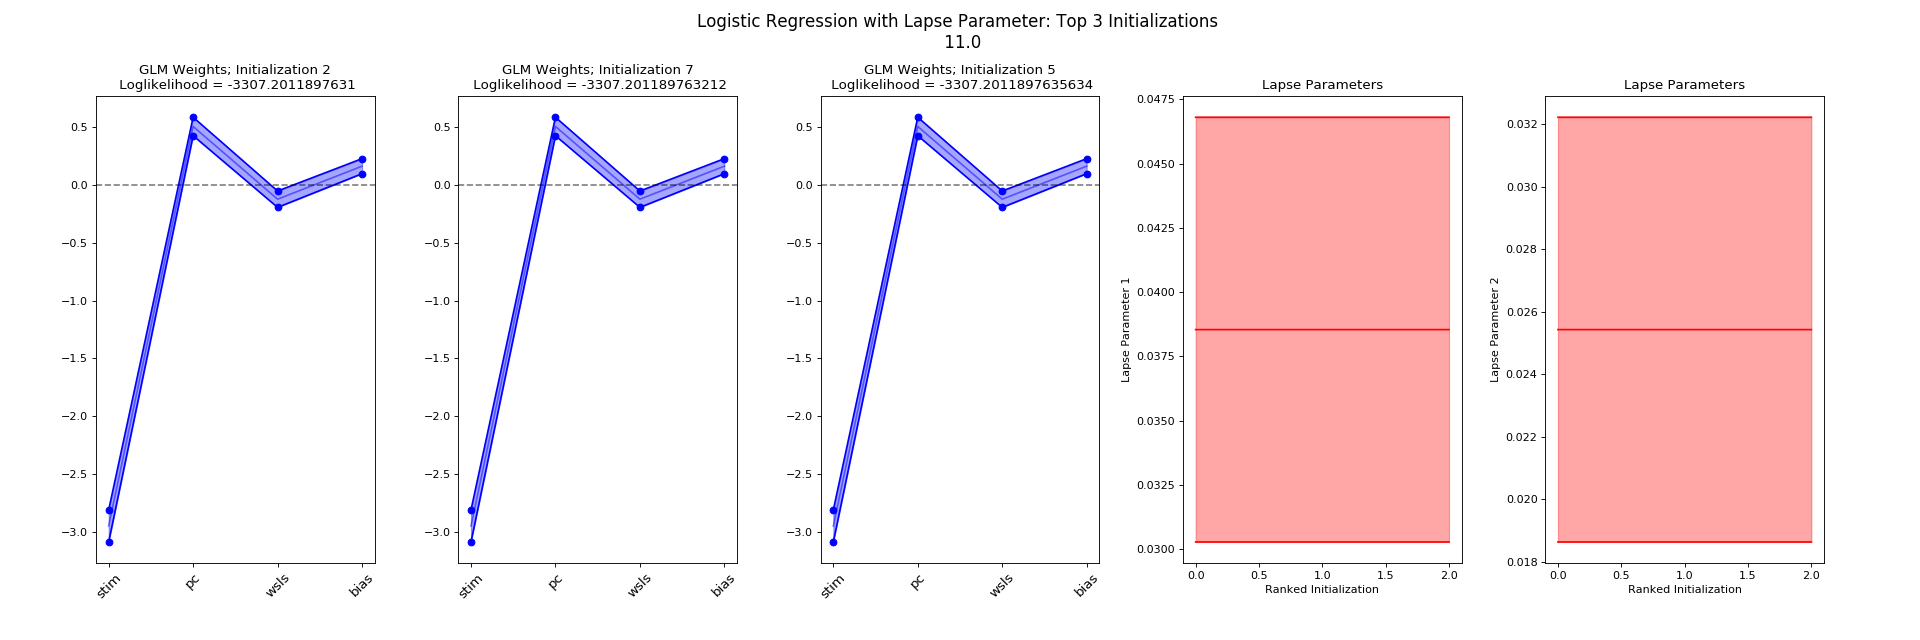 Logistic Regression with Lapse Parameter: Top 3 Initializations
11.0
GLM Weights; Initialization 2
Loglikelihood = -3307.2011897631
0.5
0.0
−0.5
−1.0
−1.5
−2.0
−2.5
−3.0
stim
pc
wsls
bias
GLM Weights; Initialization 7
Loglikelihood = -3307.201189763212
0.5
0.0
−0.5
−1.0
−1.5
−2.0
−2.5
−3.0
stim
pc
wsls
bias
GLM Weights; Initialization 5
Loglikelihood = -3307.2011897635634
0.5
0.0
−0.5
−1.0
−1.5
−2.0
−2.5
−3.0
stim
pc
wsls
bias
Lapse Parameters
Lapse Parameter 1
0.0475
0.0450
0.0425
0.0400
0.0375
0.0350
0.0325
0.0300
0.0
0.5
1.0
1.5
2.0
Ranked Initialization
Lapse Parameters
Lapse Parameter 2
0.032
0.030
0.028
0.026
0.024
0.022
0.020
0.018
0.0
0.5
1.0
1.5
2.0
Ranked Initialization